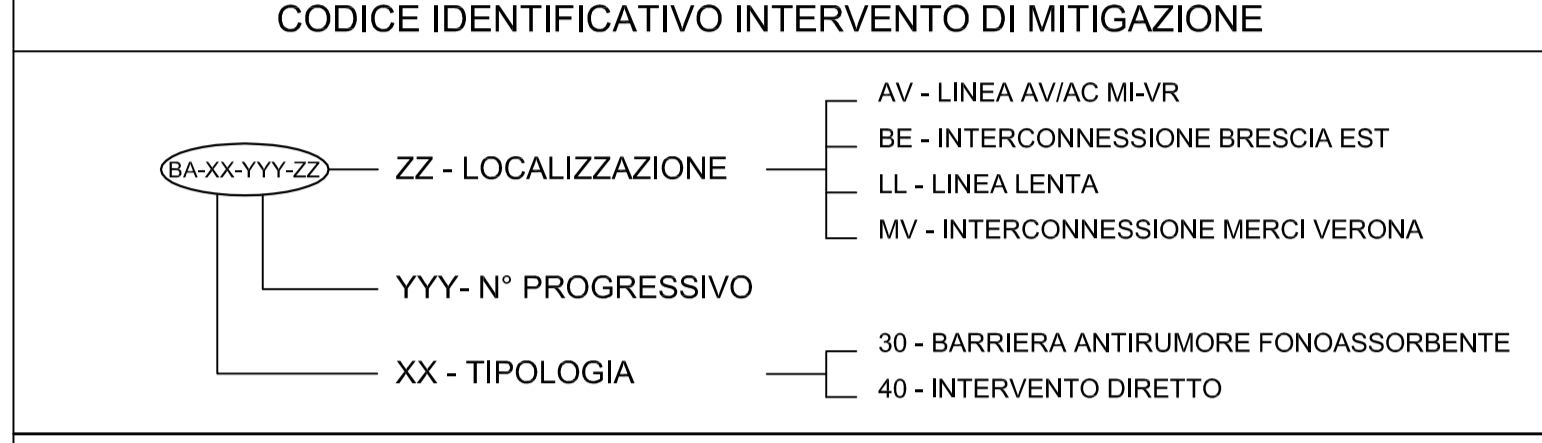 CODICE IDENTIFICATIVO INTERVENTO DI MITIGAZIONE
BA-XX-YYY-ZZ
ZZ - LOCALIZZAZIONE
AV - LINEA AV/AC MI-VR
BE - INTERCONNESSIONE BRESCIA EST
LL - LINEA LENTA
MV - INTERCONNESSIONE MERCI VERONA
YYY- N° PROGRESSIVO
XX - TIPOLOGIA
30 - BARRIERA ANTIRUMORE FONOASSORBENTE
40 - INTERVENTO DIRETTO